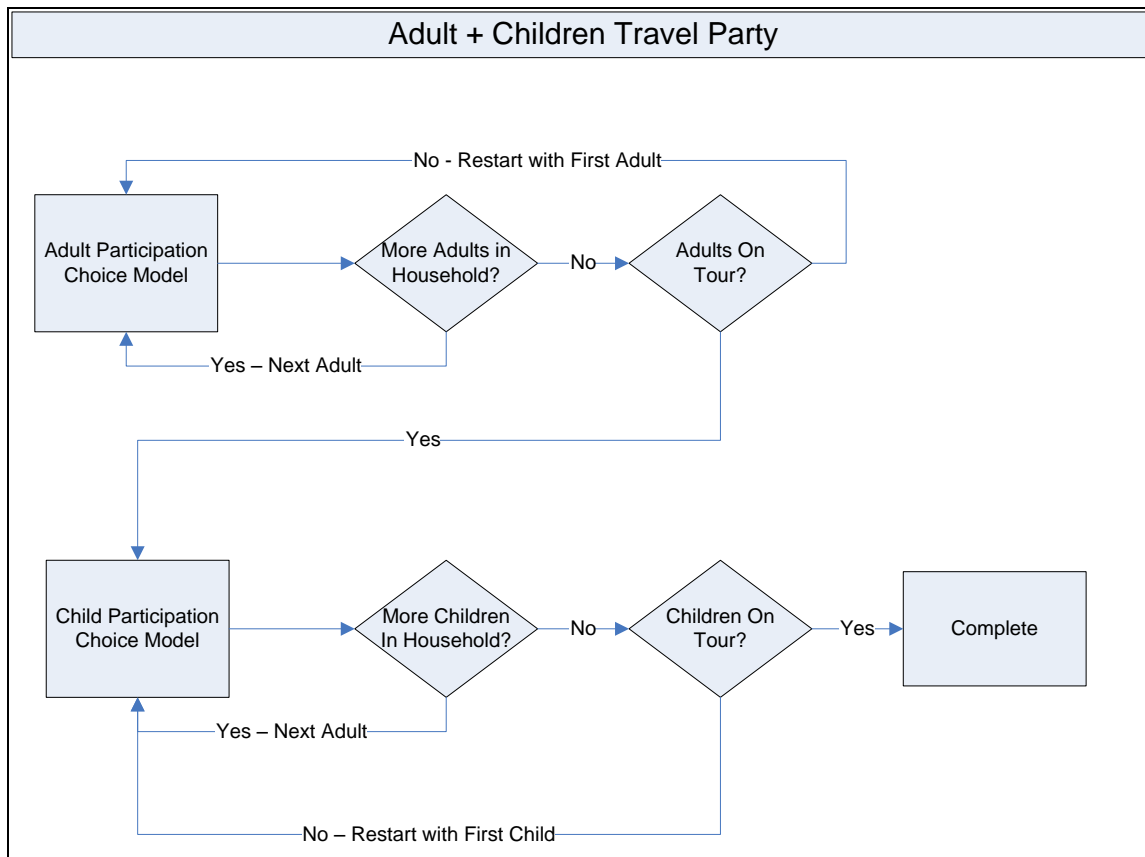 Adult + Children Travel Party
No - Restart with First Adult
Adult Participation
Choice Model
More Adults in
Household?
No
Adults On
Tour?
Yes – Next Adult
Yes
Child Participation
Choice Model
More Children
In Household?
No
Children On
Tour?
Yes
Complete
Yes – Next Adult
No – Restart with First Child